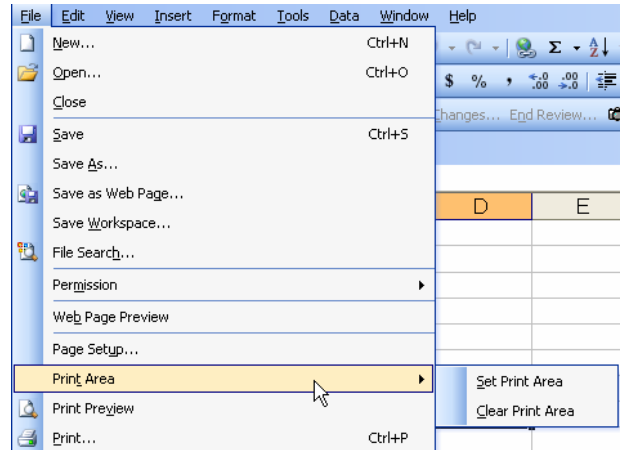 File Edit View Insert Format Tools Data Window Help
New... Ctrl+N
Open... Ctrl+O
$ % , .00 .00
Close
Changes... End Review...
Save Ctrl+S
Save As...
Save as Web Page...
D E
Save Workspace...
File Search...
Permission
Web Page Preview
Page Setup...
Print Area
Set Print Area
Print Preview
Clear Print Area
Print... Ctrl+P